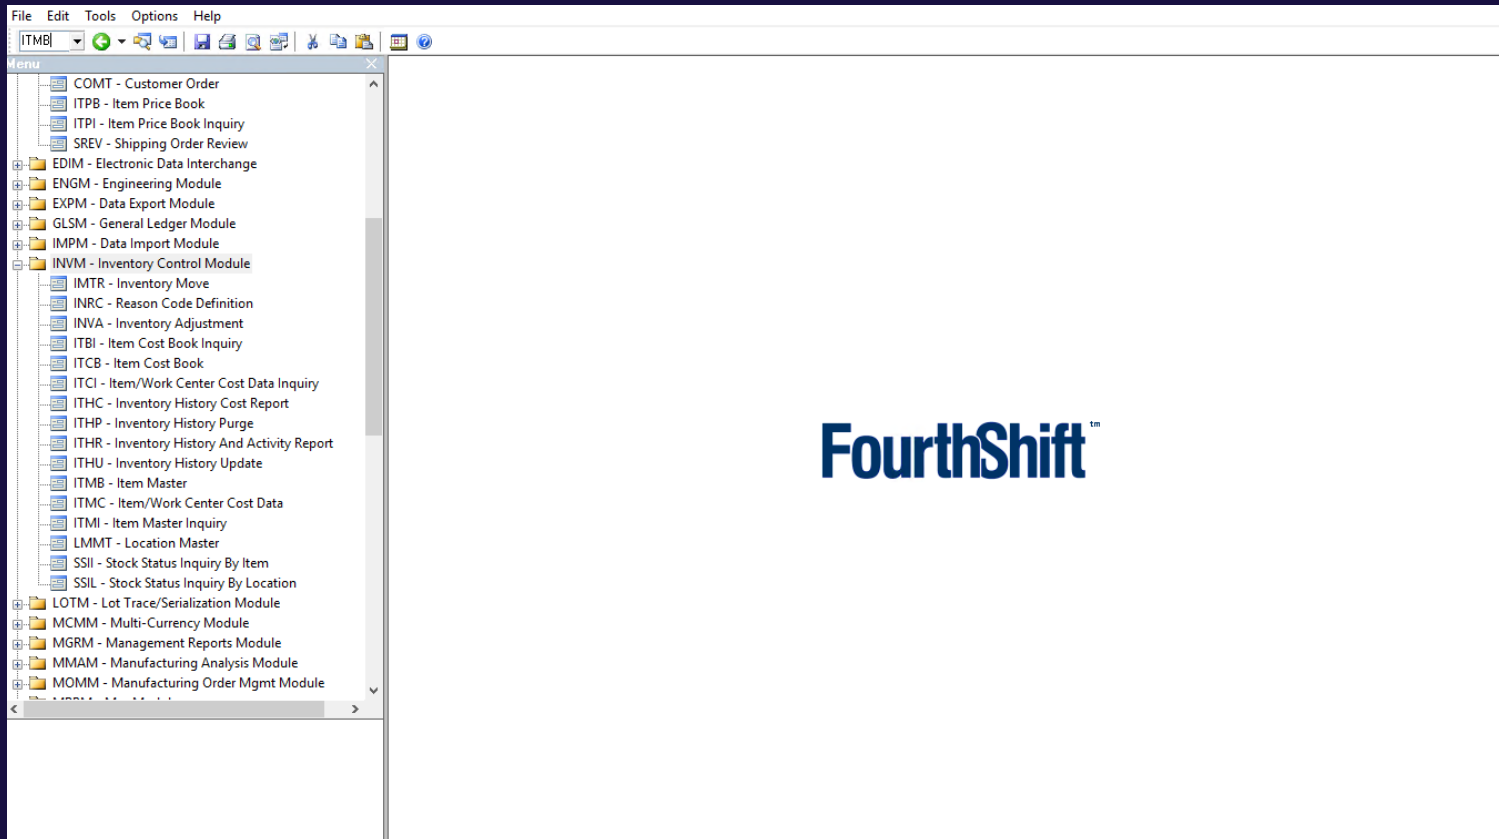 File Edit Tools Options Help
ITMB
Menu
COMT - Customer Order
ITPB - Item Price Book
ITPI - Item Price Book Inquiry
SREV - Shipping Order Review
EDIM - Electronic Data Interchange
ENGM - Engineering Module
EXPM - Data Export Module
GLSM - General Ledger Module
IMPM - Data Import Module
INVM - Inventory Control Module
IMTR - Inventory Move
INRC - Reason Code Definition
INVA - Inventory Adjustment
ITBI - Item Cost Book Inquiry
ITCB - Item Cost Book
ITCI - Item/Work Center Cost Data Inquiry
ITHC - Inventory History Cost Report
ITHP - Inventory History Purge
ITHR - Inventory History And Activity Report
ITHU - Inventory History Update
ITMB - Item Master
ITMC - Item/Work Center Cost Data
ITMI - Item Master Inquiry
LMMT - Location Master
SSII - Stock Status Inquiry By Item
SSIL - Stock Status Inquiry By Location
LOTM - Lot Trace/Serialization Module
MCMM - Multi-Currency Module
MGRM - Management Reports Module
MMAM - Manufacturing Analysis Module
MOMM - Manufacturing Order Mgmt Module
FourthShift tm